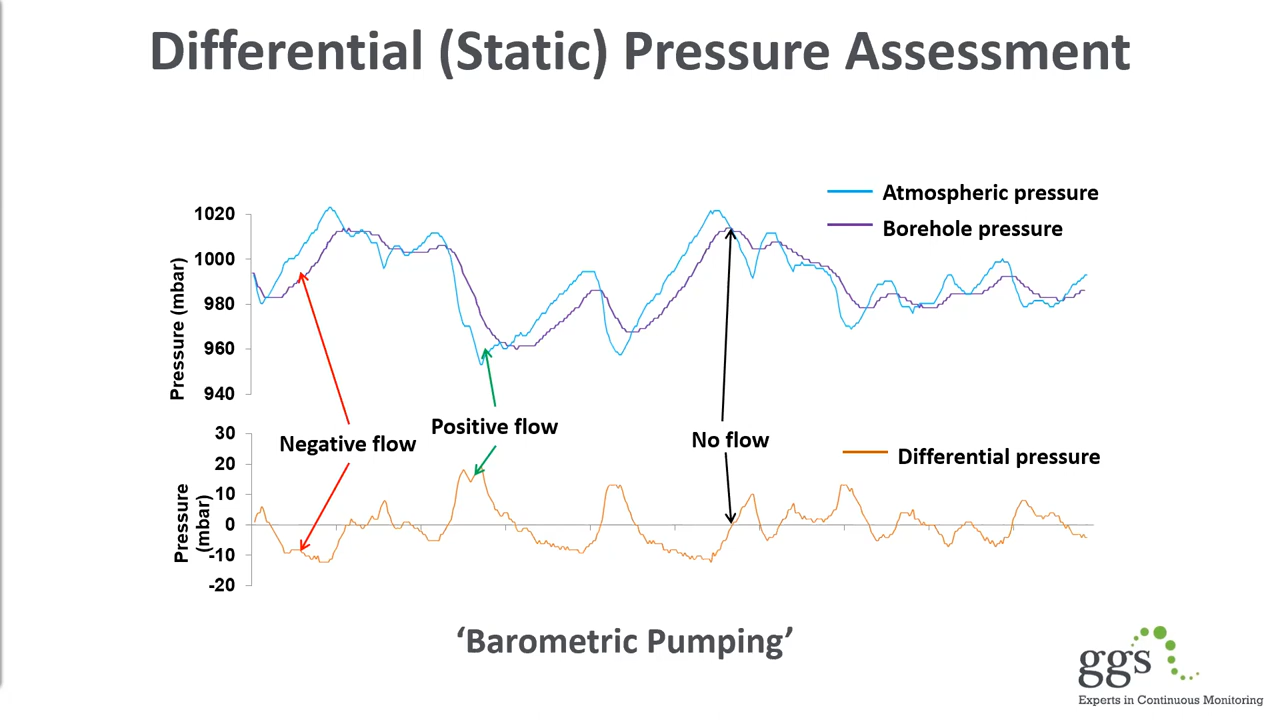 Differential (Static) Pressure Assessment
Atmospheric pressure
Borehole pressure
Pressure (mbar)
1020
1000
980
960
940
Negative flow
Positive flow
No flow
Differential pressure
Pressure
(mbar)
30
20
10
0
-10
-20
‘Barometric Pumping’
ggs
Experts in Continuous Monitoring